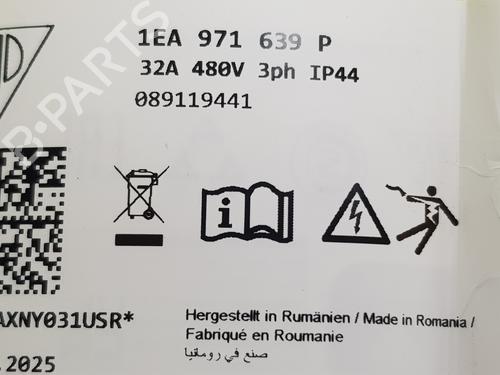 1EA 971 639 P
32A 480V 3ph IP44
089119441
AXNY031USR*
Hergestellt in Rumänien / Made in Romania /
Fabriqué en Roumanie
صنع في رومانيا
.2025
B-PARTS